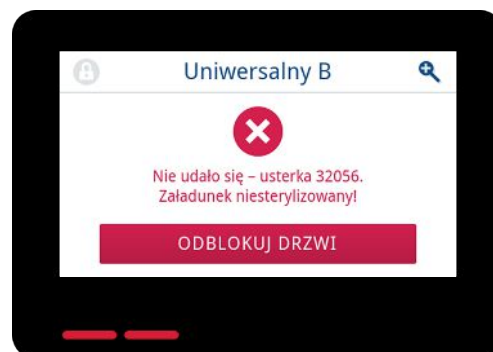 Uniwersalny B
Nie udało się – usterka 32056.
Załadunek niesterylizowany!
ODBLOKUJ DRZWI